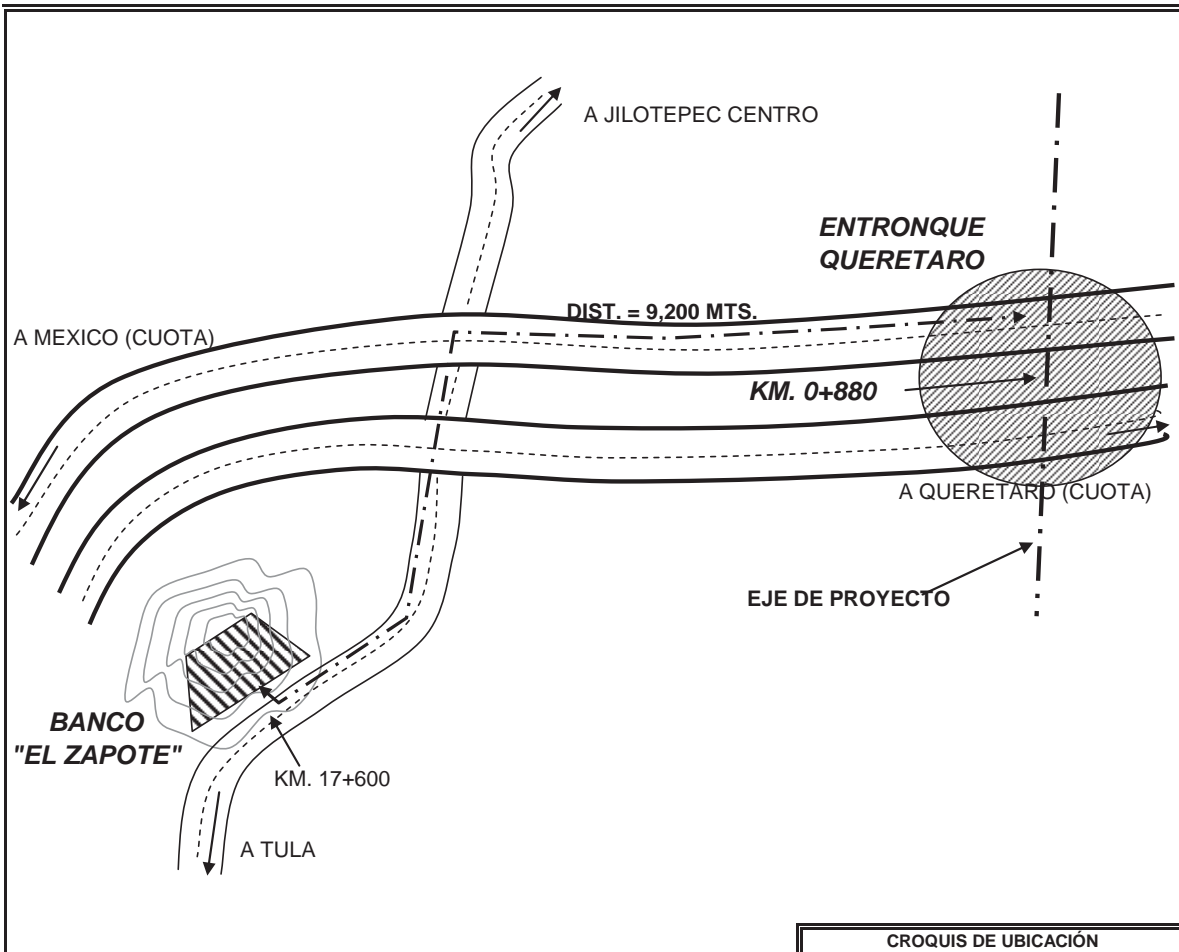 A JILOTEPEC CENTRO
ENTRONQUE
QUERETARO
DIST. = 9,200 MTS.
A MEXICO (CUOTA)
KM. 0+880
A QUERETARO (CUOTA)
EJE DE PROYECTO
BANCO
"EL ZAPOTE"
KM. 17+600
A TULA
CROQUIS DE UBICACIÓN